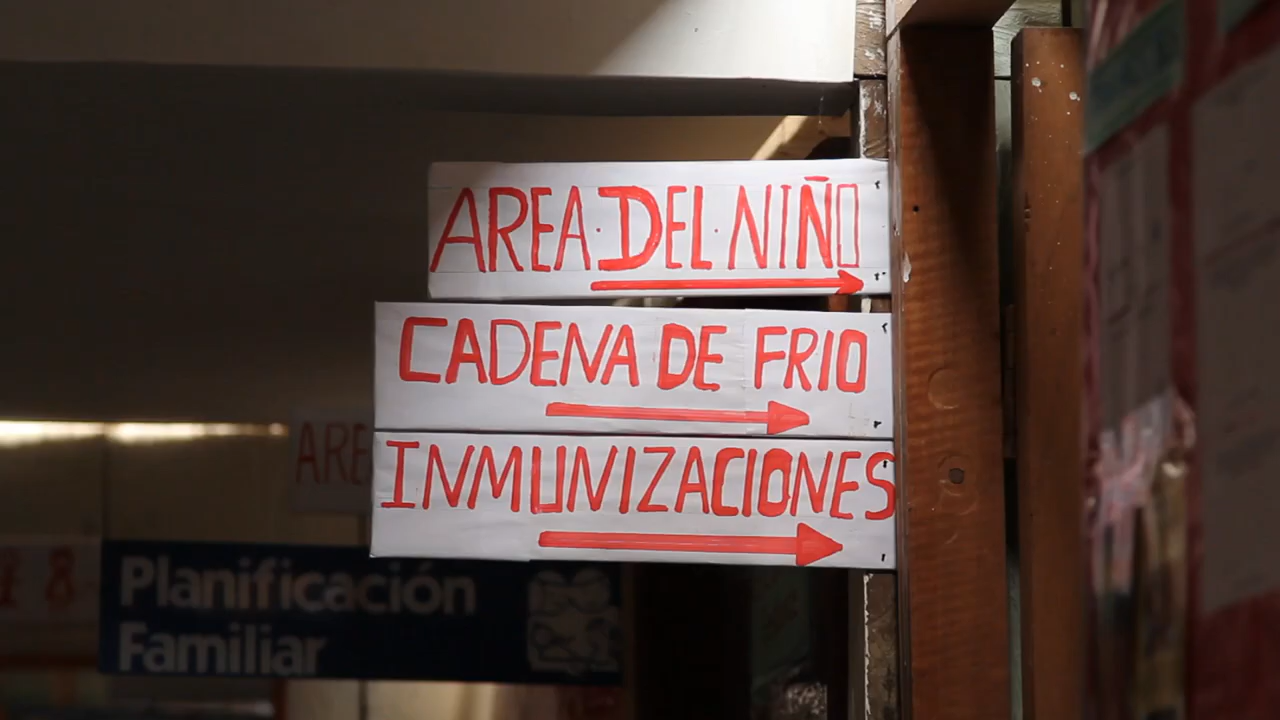 AREA·DEL·NIÑO
CADENA DE FRIO
INMUNIZACIONES
ARE
Planificación
Familiar